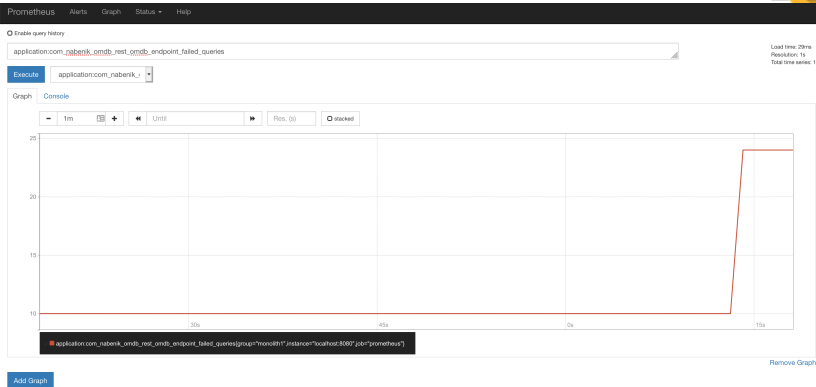 Prometheus Alerts Graph Status Help
Enable query history
application:com_nabenik_omdb_rest_omdb_endpoint_failed_queries
Load time: 29ms
Resolution: 1s
Total time series: 1
Execute application:com_nabenik_
Graph Console
− 1m + Until Res. (s) stacked
25
20
15
10
30s 45s 0s 15s
application:com_nabenik_omdb_rest_omdb_endpoint_failed_queries{group="monolith1",instance="localhost:8080",job="prometheus"}
Remove Graph
Add Graph